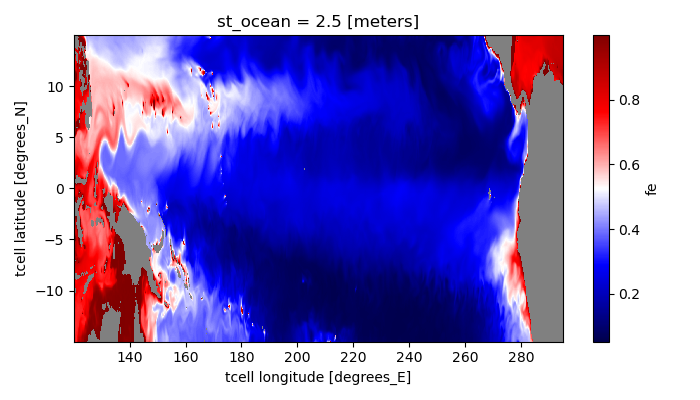 st_ocean = 2.5 [meters]
10
5
0
−5
−10
tcell latitude [degrees_N]
140 160 180 200 220 240 260 280
tcell longitude [degrees_E]
0.8
0.6
0.4
0.2
fe